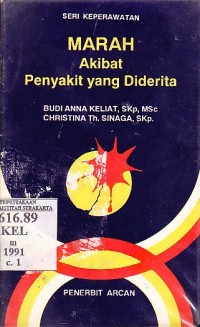 SERI KEPERAWATAN
MARAH
Akibat
Penyakit yang Diderita
BUDI ANNA KELIAT, SKp, MSc
CHRISTINA Th. SINAGA, SKp.
616.89
KEL
m
1991
c. 1
PENERBIT ARCAN